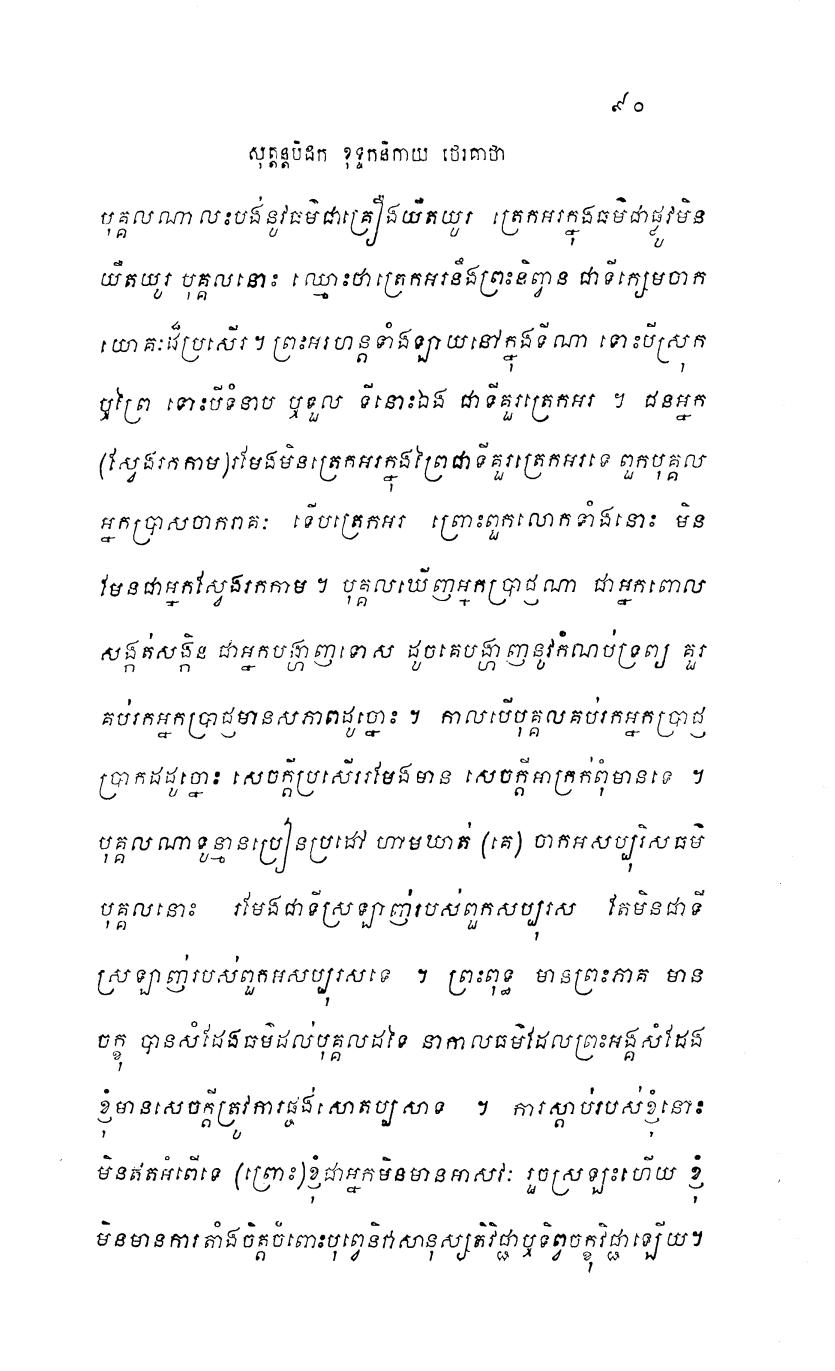 ៩០
សុត្តន្តបិដក ខុទ្ទកនិកាយ ថេរគាថា
បុគ្គលណាលះបង់នូវធម៌ជាគ្រឿងយឺតយូរ ត្រេកអរក្នុងធម៌ជាផ្លូវមិន
យឺតយូរ បុគ្គលនោះ ឈ្មោះថាត្រេកអរនឹងព្រះនិព្វាន ជាទីក្សេមចាក
យោគៈដ៏ប្រសើរ។ ព្រះអរហន្តទាំងឡាយនៅក្នុងទីណា ទោះបីស្រុក
ឬព្រៃ ទោះបីទំនាប ឬទួល ទីនោះឯង ជាទីគួរត្រេកអរ ។ ជនអ្នក
(ស្វែងរកកាម)រមែងមិនត្រេកអរក្នុងព្រៃជាទីគួរត្រេកអរទេ ពួកបុគ្គល
អ្នកប្រាសចាករាគៈ ទើបត្រេកអរ ព្រោះពួកលោកទាំងនោះ មិន
មែនជាអ្នកស្វែងរកកាម ។ បុគ្គលឃើញអ្នកប្រាជ្ញណា ជាអ្នកពោល
សង្កត់សង្កិន ជាអ្នកបង្ហាញទោស ដូចគេបង្ហាញនូវកំណប់ទ្រព្យ គួរ
គប់រកអ្នកប្រាជ្ញមានសភាពដូច្នោះ ។ កាលបើបុគ្គលគប់រកអ្នកប្រាជ្ញ
ប្រាកដដូច្នោះ សេចក្តីប្រសើររមែងមាន សេចក្តីអាក្រក់ពុំមានទេ ។
បុគ្គលណាទូន្មានប្រៀនប្រដៅ ហាមឃាត់ (គេ) ចាកអសប្បុរិសធម៌
បុគ្គលនោះ រមែងជាទីស្រឡាញ់របស់ពួកសប្បុរស តែមិនជាទី
ស្រឡាញ់របស់ពួកអសប្បុរសទេ ។ ព្រះពុទ្ធ មានព្រះភាគ មាន
ចក្ខុ បានសំដែងធម៌ដល់បុគ្គលដទៃ នាកាលធម៌ដែលព្រះអង្គសំដែង
ខ្ញុំមានសេចក្តីត្រូវការផ្ចង់សោតប្បសាទ ។ ការស្តាប់របស់ខ្ញុំនោះ
មិនឥតអំពើទេ (ព្រោះ)ខ្ញុំជាអ្នកមិនមានអាសវៈ រួចស្រឡះហើយ ខ្ញុំ
មិនមានការតាំងចិត្តចំពោះបុព្វេនិវាសានុស្សតិវិជ្ជាឬទិព្វចក្ខុវិជ្ជាឡើយ។